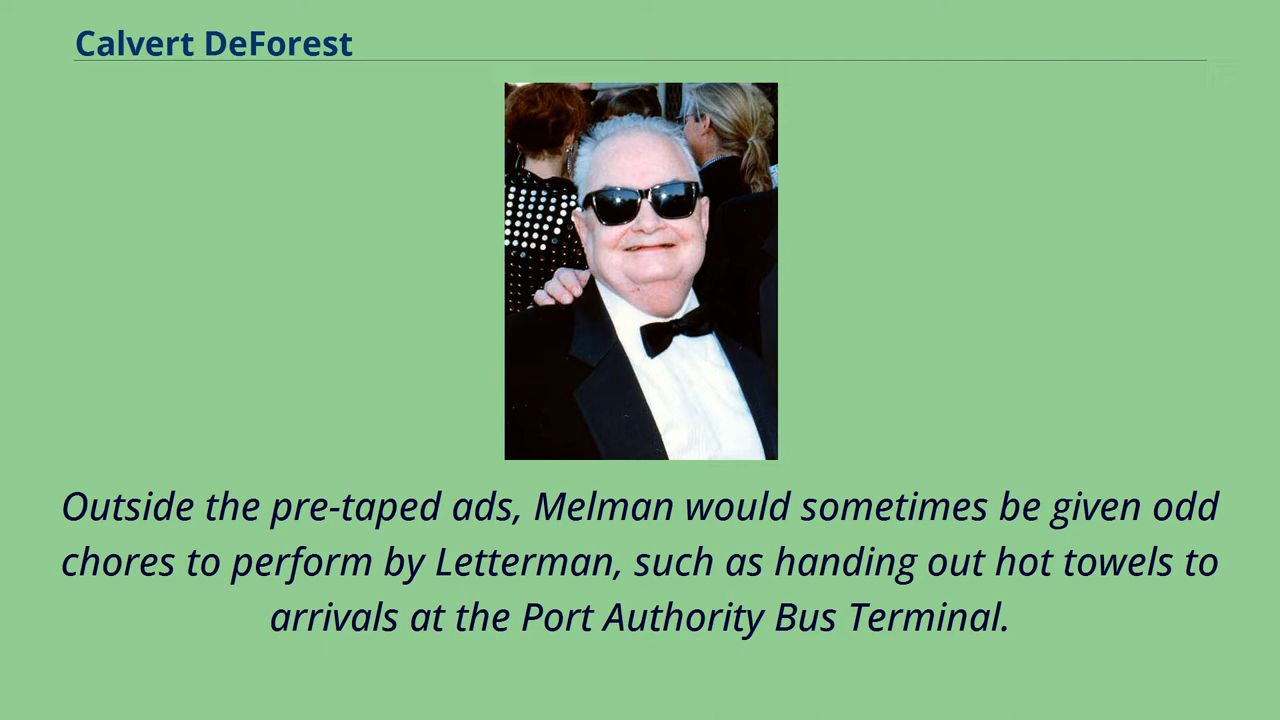 Calvert DeForest
Outside the pre-taped ads, Melman would sometimes be given odd
chores to perform by Letterman, such as handing out hot towels to
arrivals at the Port Authority Bus Terminal.